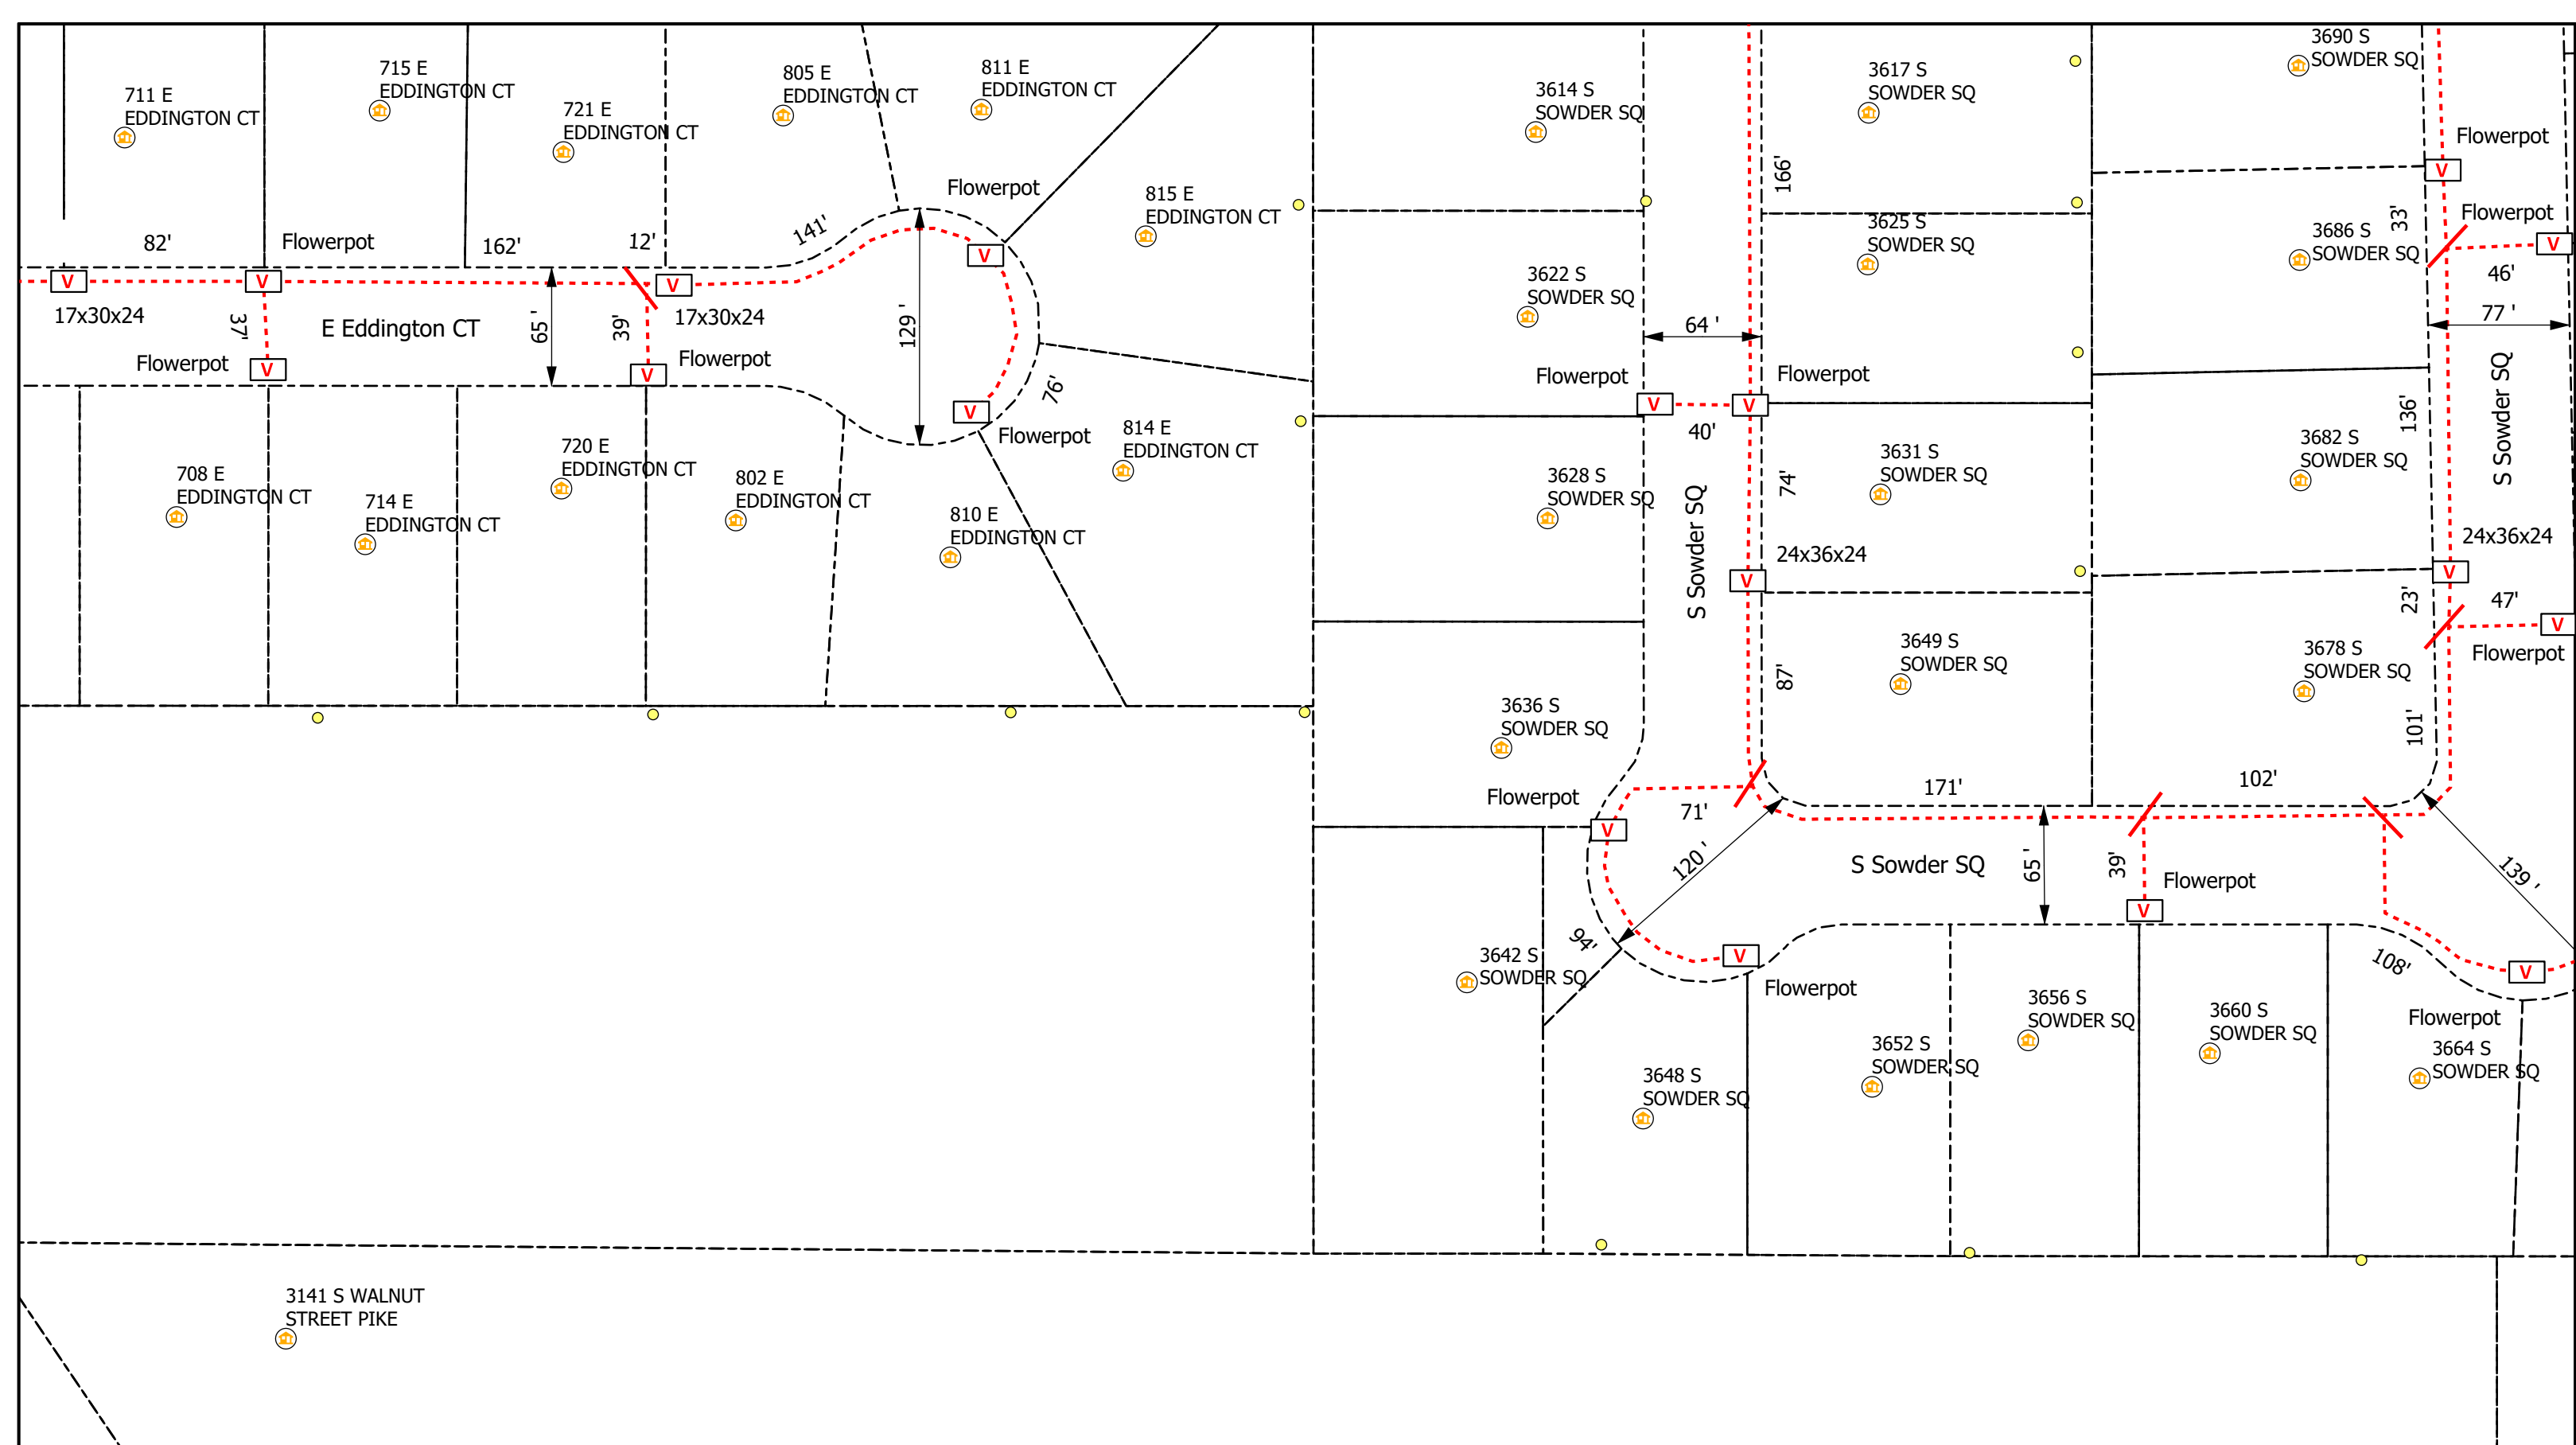 711 E
EDDINGTON CT
715 E
EDDINGTON CT
721 E
EDDINGTON CT
805 E
EDDINGTON CT
811 E
EDDINGTON CT
815 E
EDDINGTON CT
Flowerpot
82'
Flowerpot
162'
12'
141'
V
V
V
V
17x30x24
37'
E Eddington CT
65 '
39'
17x30x24
129 '
Flowerpot
V
Flowerpot
V
V
76'
Flowerpot
708 E
EDDINGTON CT
714 E
EDDINGTON CT
720 E
EDDINGTON CT
802 E
EDDINGTON CT
810 E
EDDINGTON CT
814 E
EDDINGTON CT
3614 S
SOWDER SQ
3617 S
SOWDER SQ
166'
3622 S
SOWDER SQ
3625 S
SOWDER SQ
64 '
Flowerpot
Flowerpot
V
V
40'
3628 S
SOWDER SQ
S Sowder SQ
74'
3631 S
SOWDER SQ
24x36x24
V
87'
3649 S
SOWDER SQ
3636 S
SOWDER SQ
Flowerpot
V
71'
120 '
171'
102'
S Sowder SQ
65 '
39'
Flowerpot
V
94'
V
Flowerpot
3642 S
SOWDER SQ
3648 S
SOWDER SQ
3652 S
SOWDER SQ
3656 S
SOWDER SQ
3660 S
SOWDER SQ
3664 S
SOWDER SQ
3690 S
SOWDER SQ
Flowerpot
V
33'
Flowerpot
V
3686 S
SOWDER SQ
46'
77 '
S Sowder SQ
136'
3682 S
SOWDER SQ
24x36x24
V
23'
47'
V
Flowerpot
3678 S
SOWDER SQ
101'
139 '
108'
V
Flowerpot
3141 S WALNUT
STREET PIKE